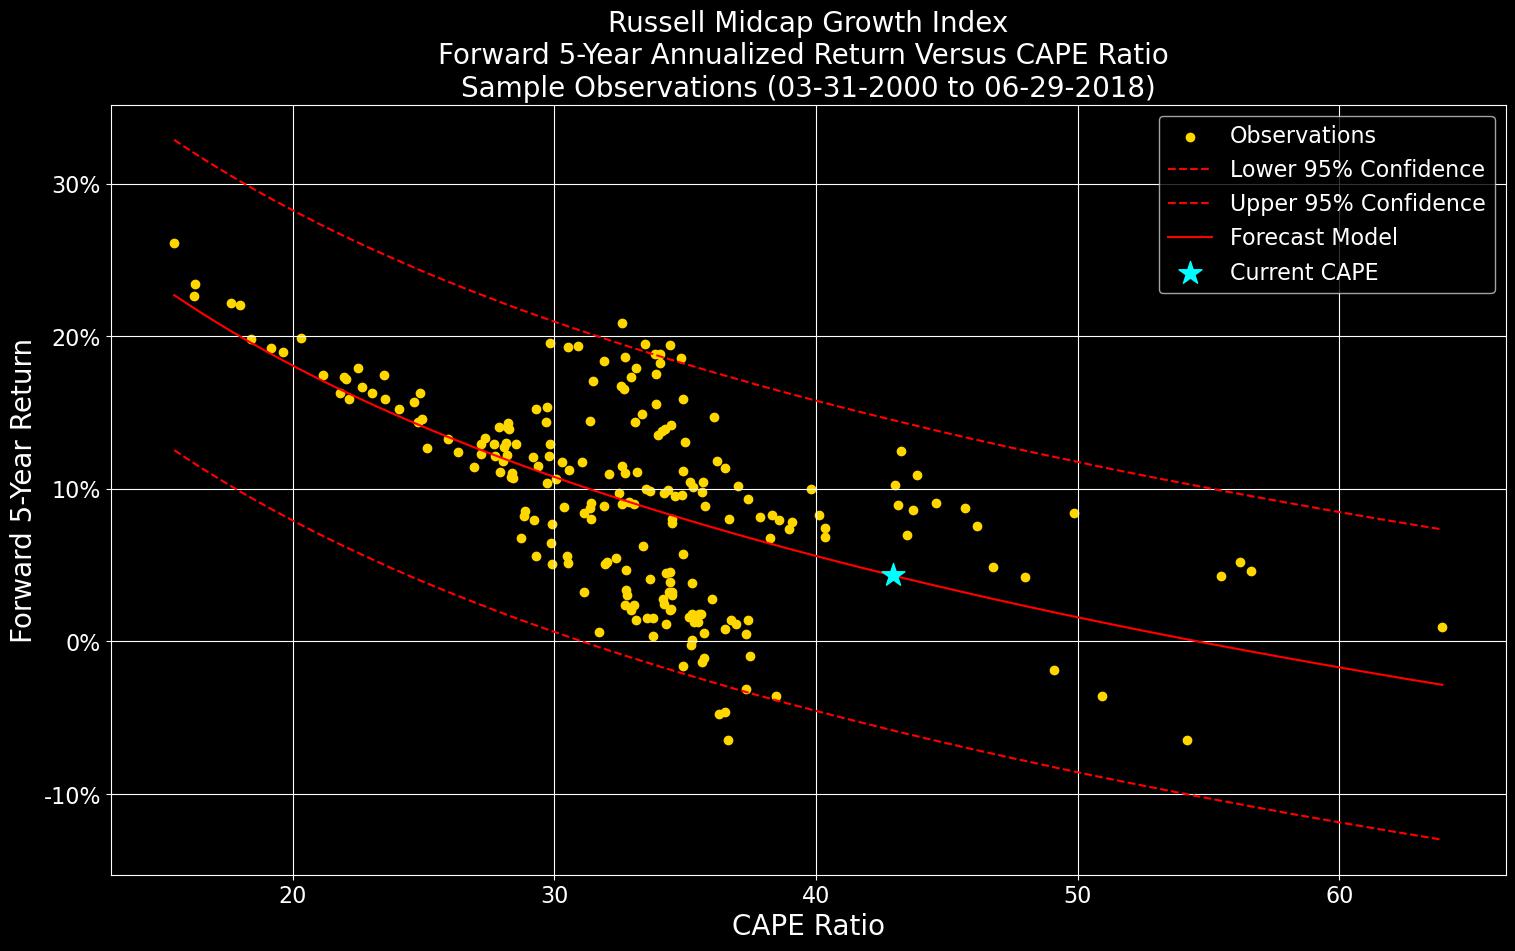 Russell Midcap Growth Index
Forward 5-Year Annualized Return Versus CAPE Ratio
Sample Observations (03-31-2000 to 06-29-2018)
Observations
Lower 95% Confidence
Upper 95% Confidence
Forecast Model
Current CAPE
Forward 5-Year Return
30%
20%
10%
0%
-10%
20 30 40 50 60
CAPE Ratio